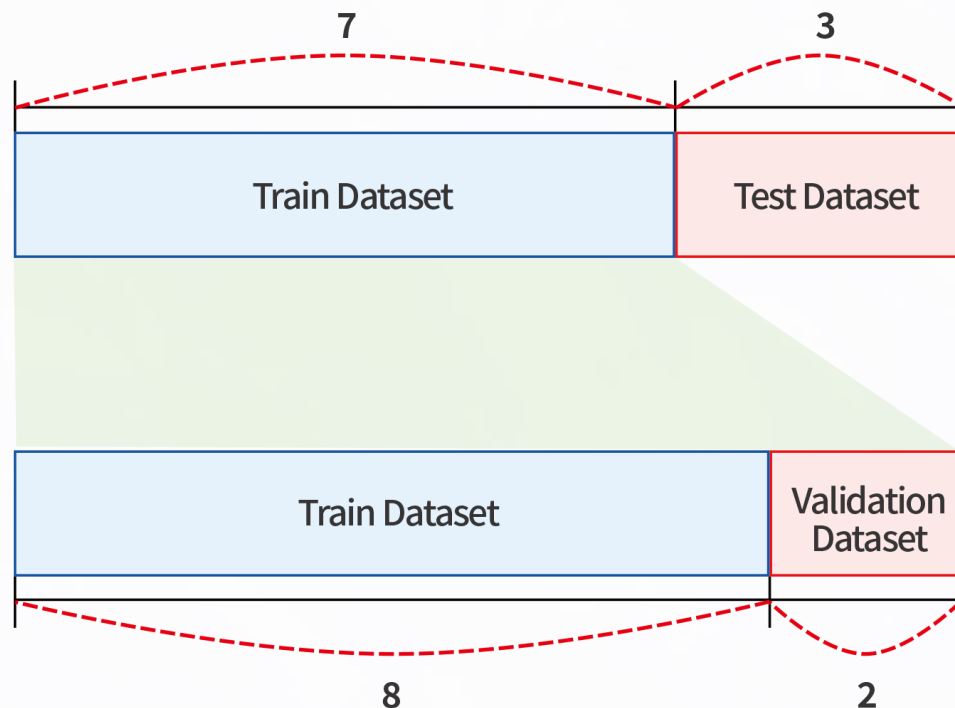 7
3
Train Dataset
Test Dataset
Train Dataset
Validation
Dataset
8
2